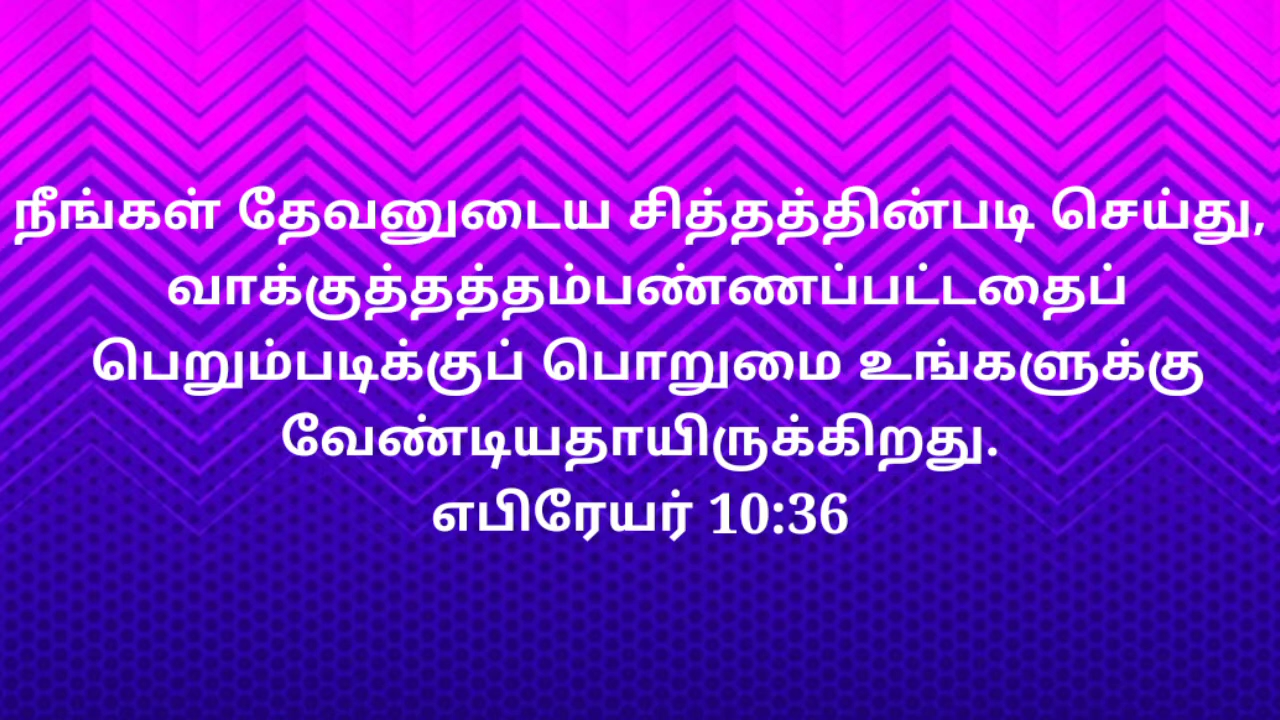 நீங்கள் தேவனுடைய சித்தத்தின்படி செய்து,
வாக்குத்தத்தம்பண்ணப்பட்டதைப்
பெறும்படிக்குப் பொறுமை உங்களுக்கு
வேண்டியதாயிருக்கிறது.
எபிரேயர் 10:36